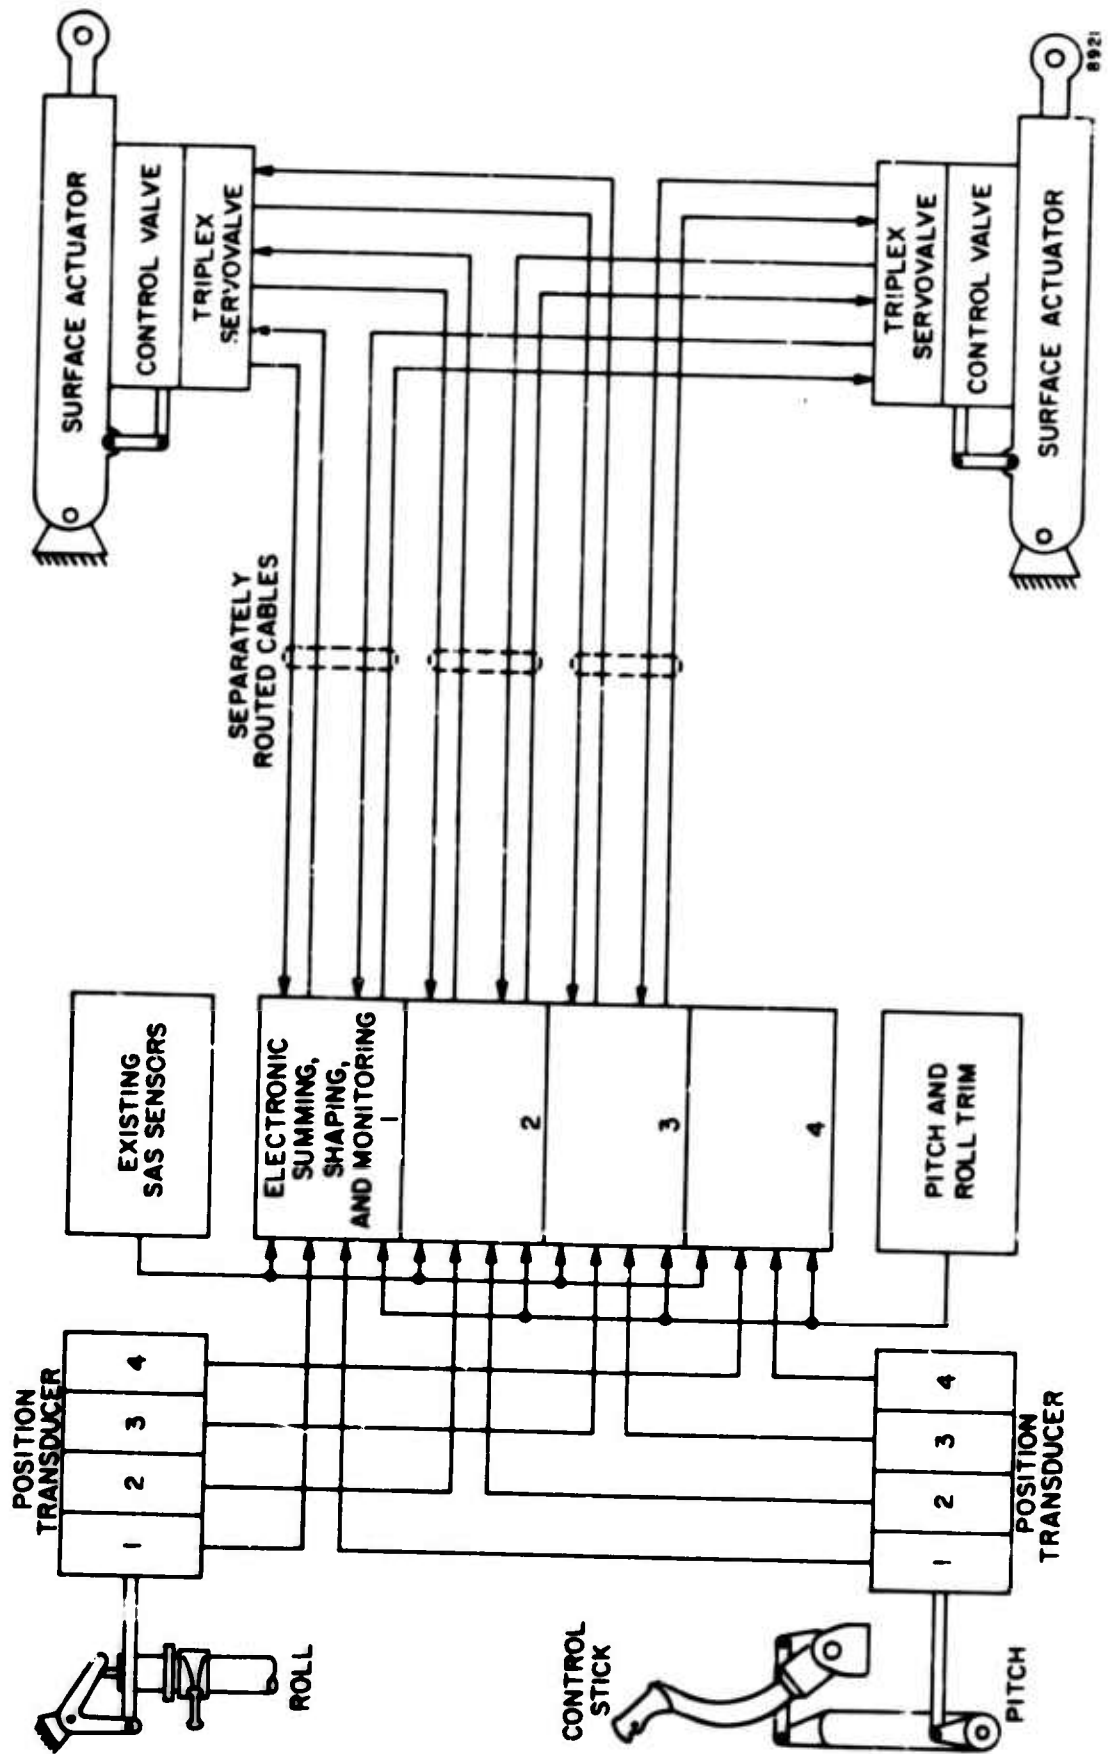 SURFACE ACTUATOR
CONTROL VALVE
TRIPLEX
SERVOVALVE
TRIPLEX
SERVOVALVE
CONTROL VALVE
SURFACE ACTUATOR
8921
SEPARATELY
ROUTED CABLES
EXISTING
SAS SENSORS
ELECTRONIC
SUMMING,
SHAPING,
AND MONITORING
1
2
3
4
PITCH AND
ROLL TRIM
POSITION
TRANSDUCER
1
2
3
4
POSITION
TRANSDUCER
1
2
3
4
ROLL
CONTROL
STICK
PITCH